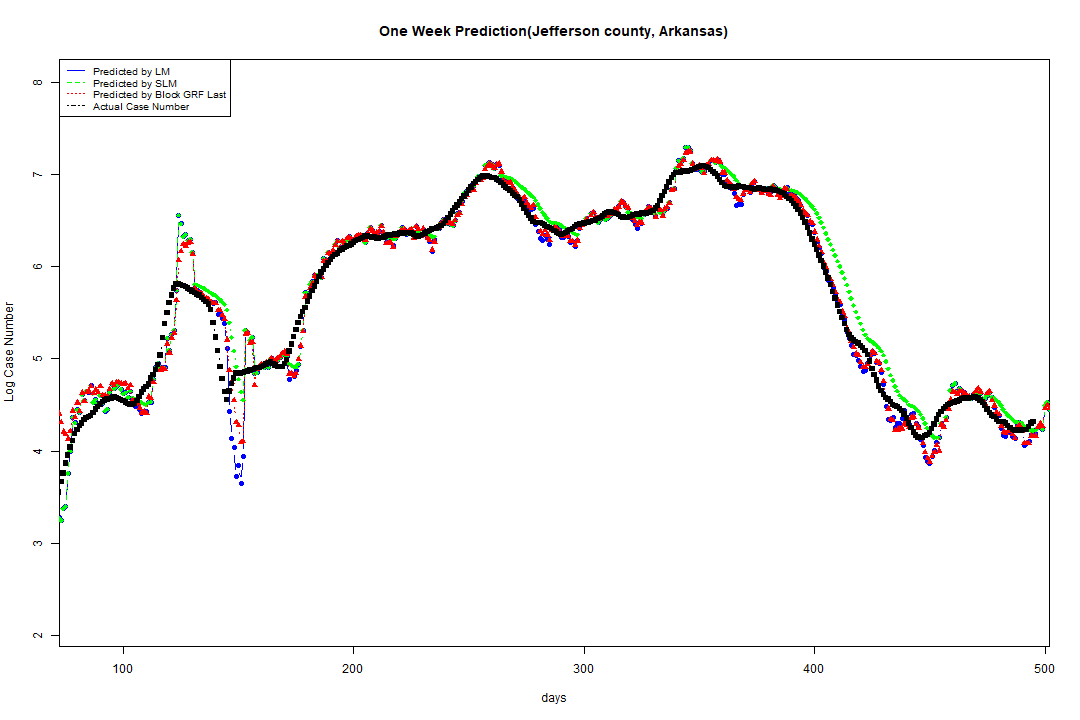 One Week Prediction(Jefferson county, Arkansas)
Predicted by LM
Predicted by SLM
Predicted by Block GRF Last
Actual Case Number
Log Case Number
8
7
6
5
4
3
2
100 200 300 400 500
days